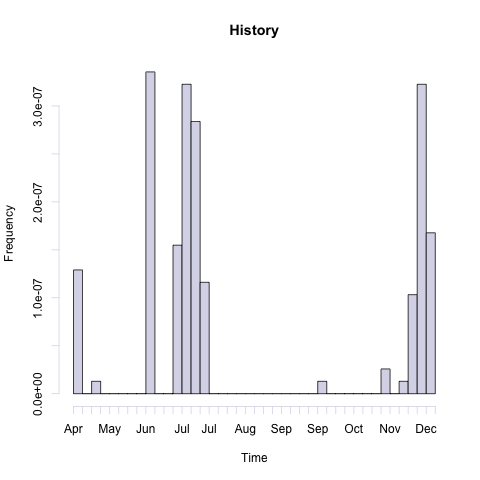 History
3.0e-07
2.0e-07
1.0e-07
0.0e+00
Frequency
Apr May Jun Jul Jul Aug Sep Sep Oct Nov Dec
Time